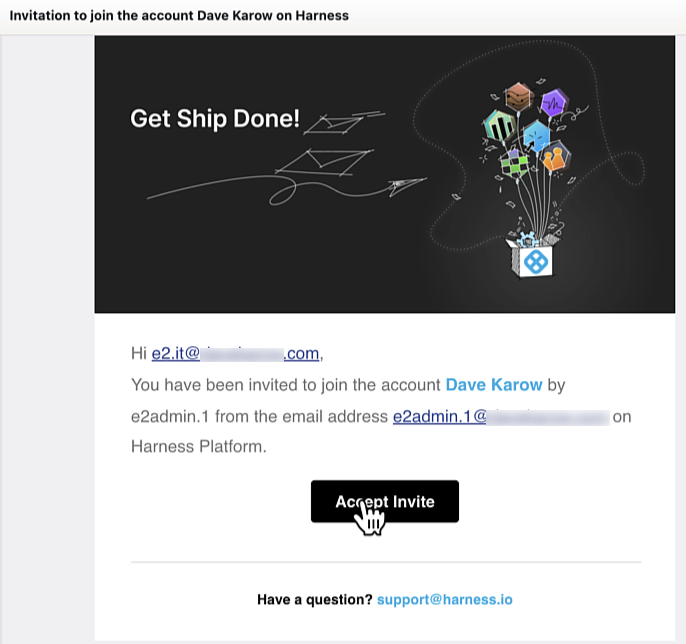 Invitation to join the account Dave Karow on Harness
Get Ship Done!
Hi e2.it@ .com,
You have been invited to join the account Dave Karow by
e2admin.1 from the email address e2admin.1@ on
Harness Platform.
Accept Invite
Have a question? support@harness.io